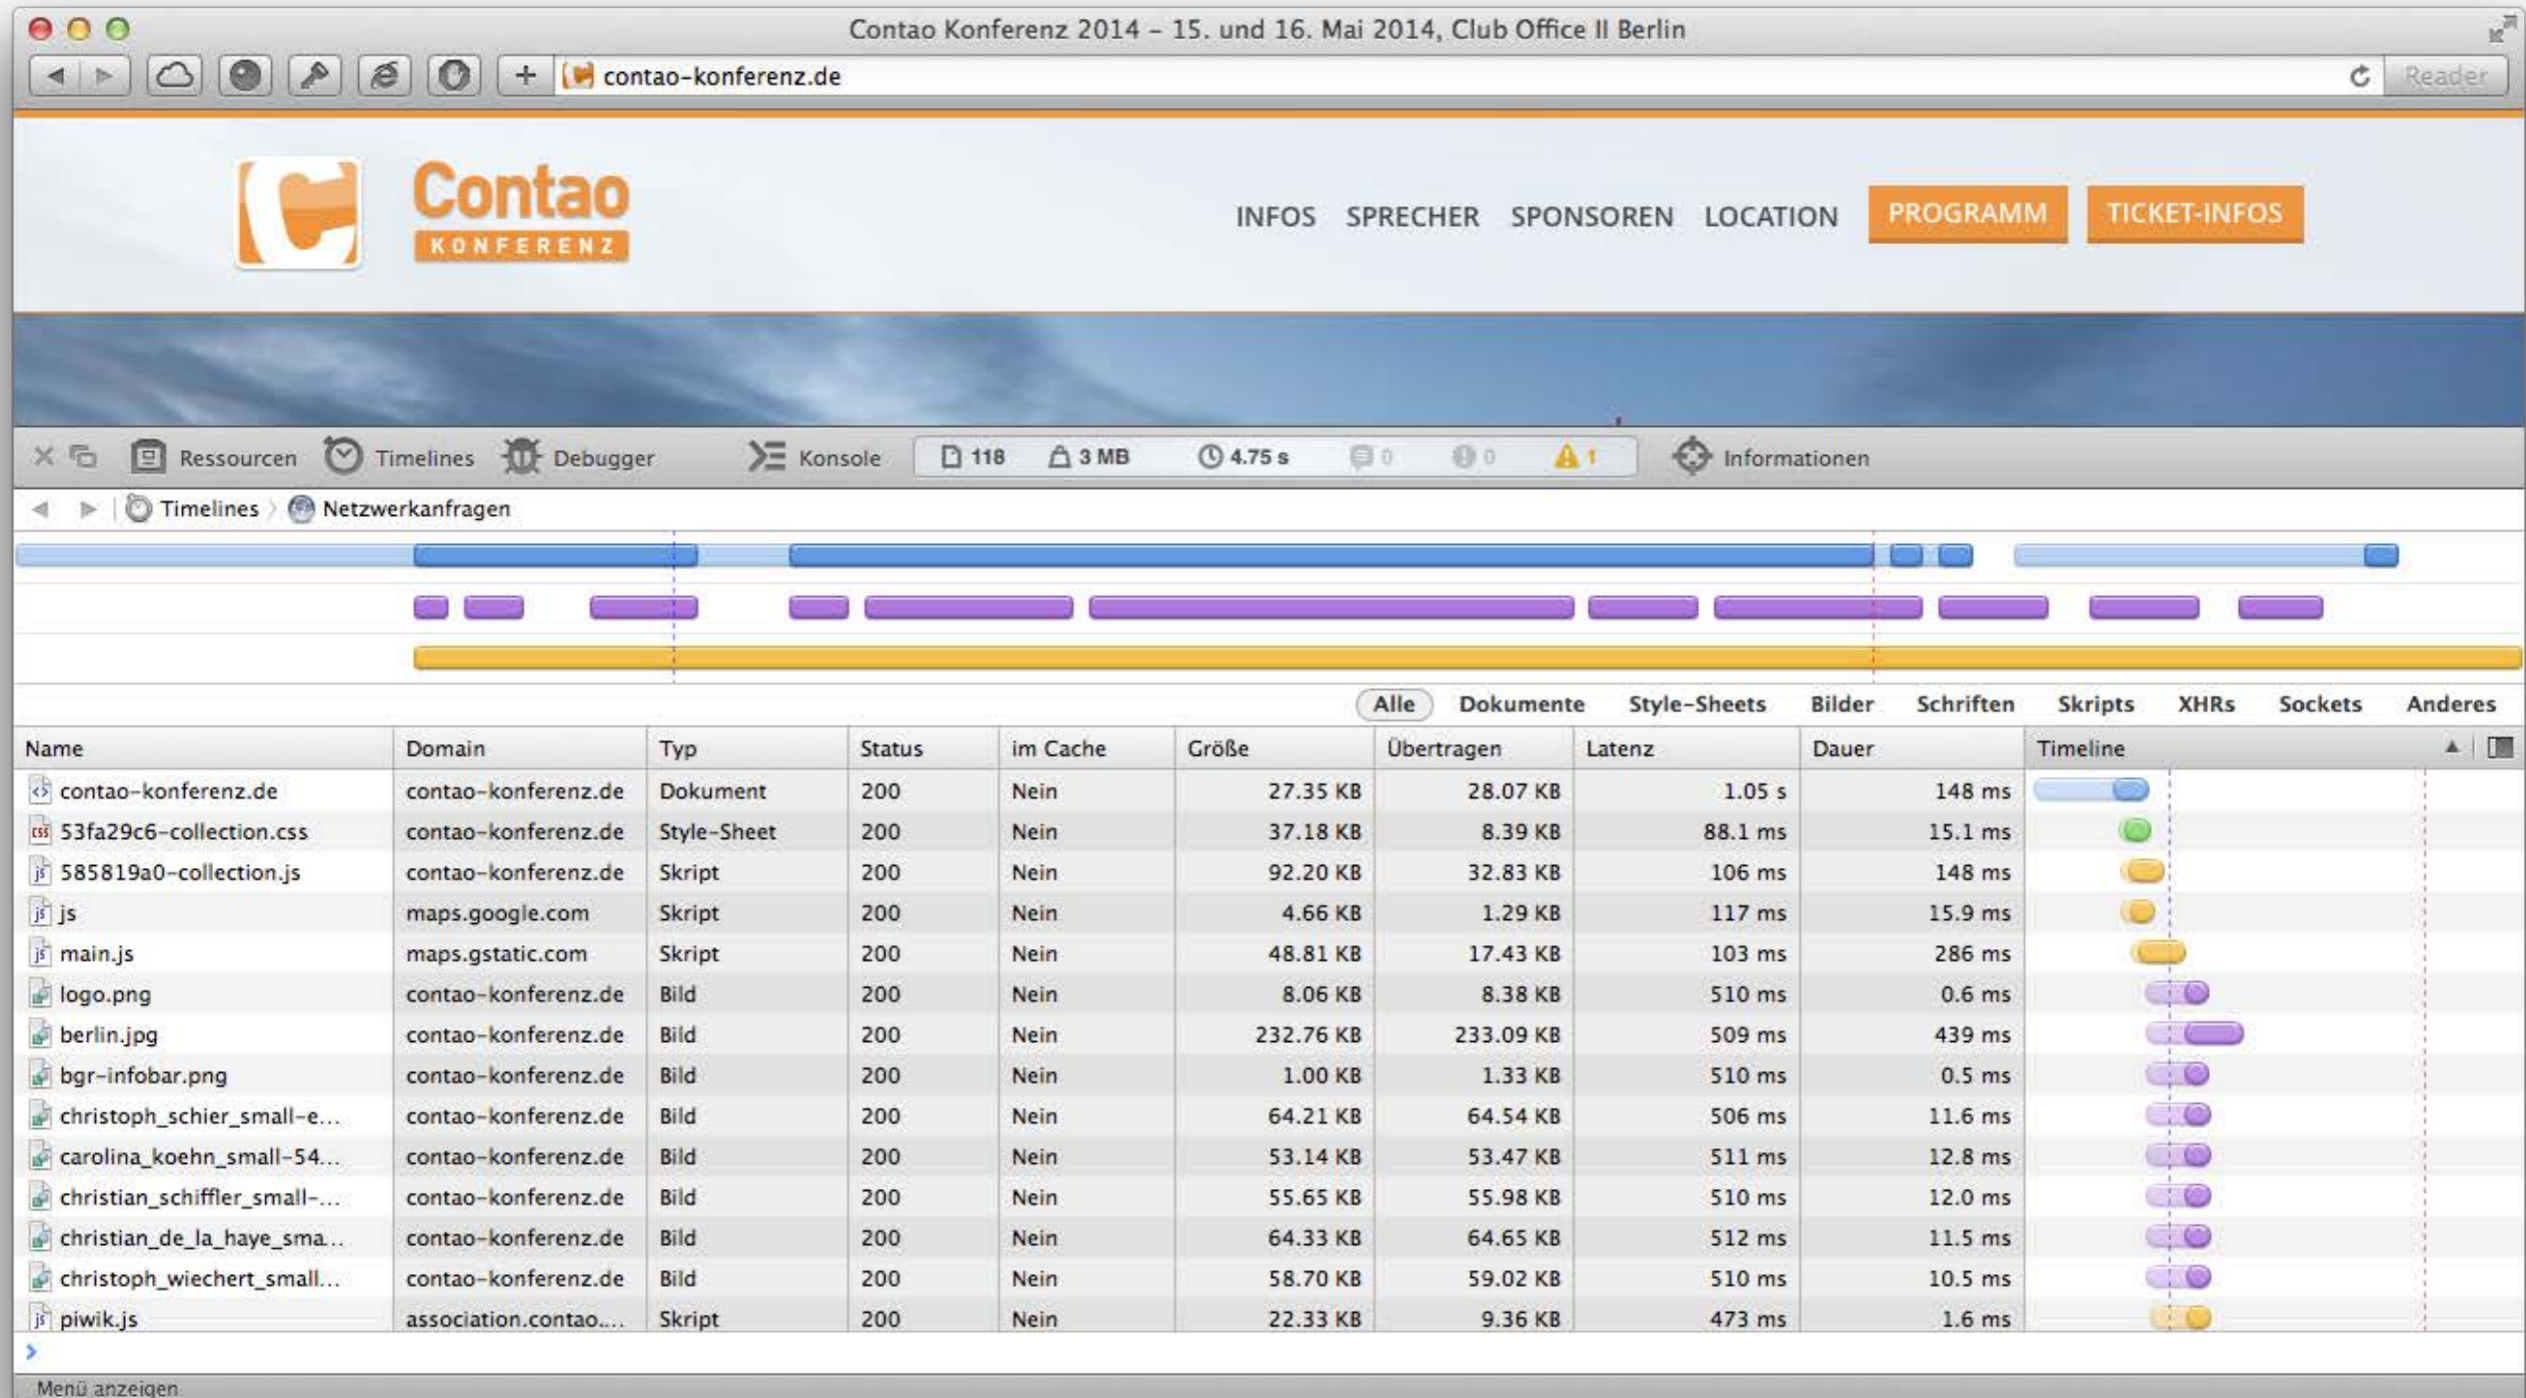 Contao Konferenz 2014 – 15. und 16. Mai 2014, Club Office II Berlin
contao-konferenz.de
Reader
Contao
KONFERENZ
INFOS SPRECHER SPONSOREN LOCATION PROGRAMM TICKET-INFOS
Ressourcen Timelines Debugger Konsole 118 3 MB 4.75 s 0 0 1 Informationen
Timelines Netzwerkanfragen
Alle Dokumente Style-Sheets Bilder Schriften Skripts XHRs Sockets Anderes
Name Domain Typ Status im Cache Größe Übertragen Latenz Dauer Timeline
contao-konferenz.de contao-konferenz.de Dokument 200 Nein 27.35 KB 28.07 KB 1.05 s 148 ms
53fa29c6-collection.css contao-konferenz.de Style-Sheet 200 Nein 37.18 KB 8.39 KB 88.1 ms 15.1 ms
585819a0-collection.js contao-konferenz.de Skript 200 Nein 92.20 KB 32.83 KB 106 ms 148 ms
js maps.google.com Skript 200 Nein 4.66 KB 1.29 KB 117 ms 15.9 ms
main.js maps.gstatic.com Skript 200 Nein 48.81 KB 17.43 KB 103 ms 286 ms
logo.png contao-konferenz.de Bild 200 Nein 8.06 KB 8.38 KB 510 ms 0.6 ms
berlin.jpg contao-konferenz.de Bild 200 Nein 232.76 KB 233.09 KB 509 ms 439 ms
bgr-infobar.png contao-konferenz.de Bild 200 Nein 1.00 KB 1.33 KB 510 ms 0.5 ms
christoph_schier_small-e... contao-konferenz.de Bild 200 Nein 64.21 KB 64.54 KB 506 ms 11.6 ms
carolina_koehn_small-54... contao-konferenz.de Bild 200 Nein 53.14 KB 53.47 KB 511 ms 12.8 ms
christian_schiffler_small-... contao-konferenz.de Bild 200 Nein 55.65 KB 55.98 KB 510 ms 12.0 ms
christian_de_la_haye_sma... contao-konferenz.de Bild 200 Nein 64.33 KB 64.65 KB 512 ms 11.5 ms
christoph_wiechert_small... contao-konferenz.de Bild 200 Nein 58.70 KB 59.02 KB 510 ms 10.5 ms
piwik.js association.contao.... Skript 200 Nein 22.33 KB 9.36 KB 473 ms 1.6 ms
Menü anzeigen